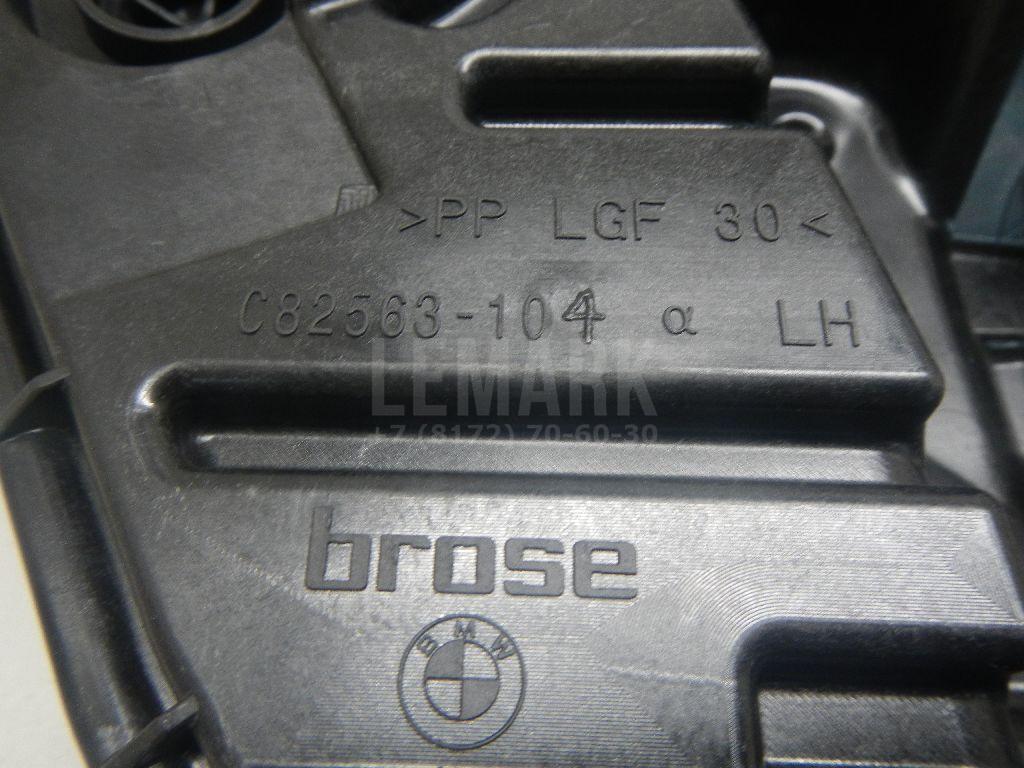 >PP LGF 30<
C82563-104 α LH
LEMARK
+7 (8172) 70-60-30
brose
BMW